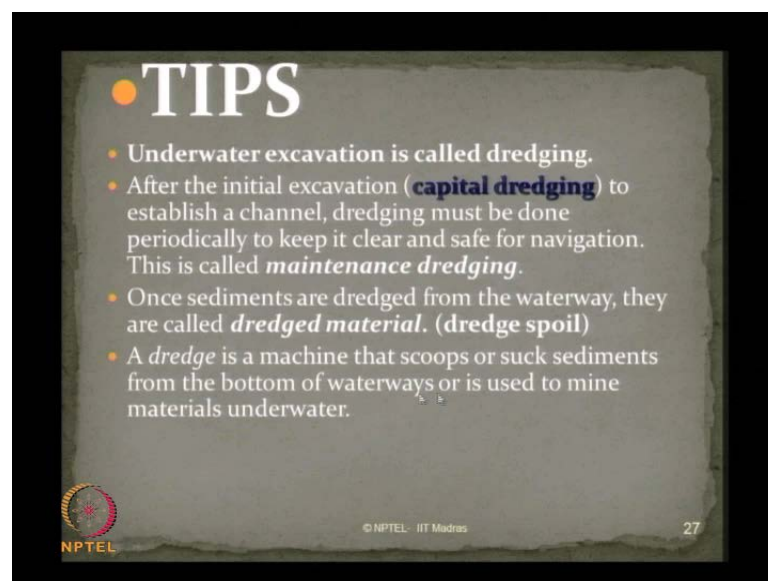 •TIPS
• Underwater excavation is called dredging.
• After the initial excavation (capital dredging) to
establish a channel, dredging must be done
periodically to keep it clear and safe for navigation.
This is called maintenance dredging.
• Once sediments are dredged from the waterway, they
are called dredged material. (dredge spoil)
• A dredge is a machine that scoops or suck sediments
from the bottom of waterways or is used to mine
materials underwater.
© NPTEL- IIT Madras
27
NPTEL